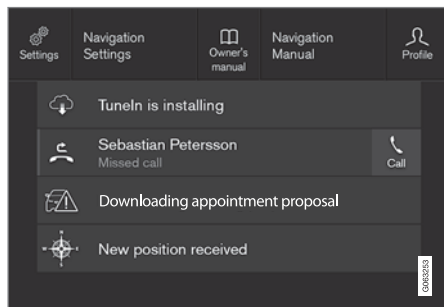 Settings
Navigation
Settings
Owner's
manual
Navigation
Manual
Profile
TuneIn is installing
Sebastian Petersson
Missed call
Call
Downloading appointment proposal
New position received
G063253